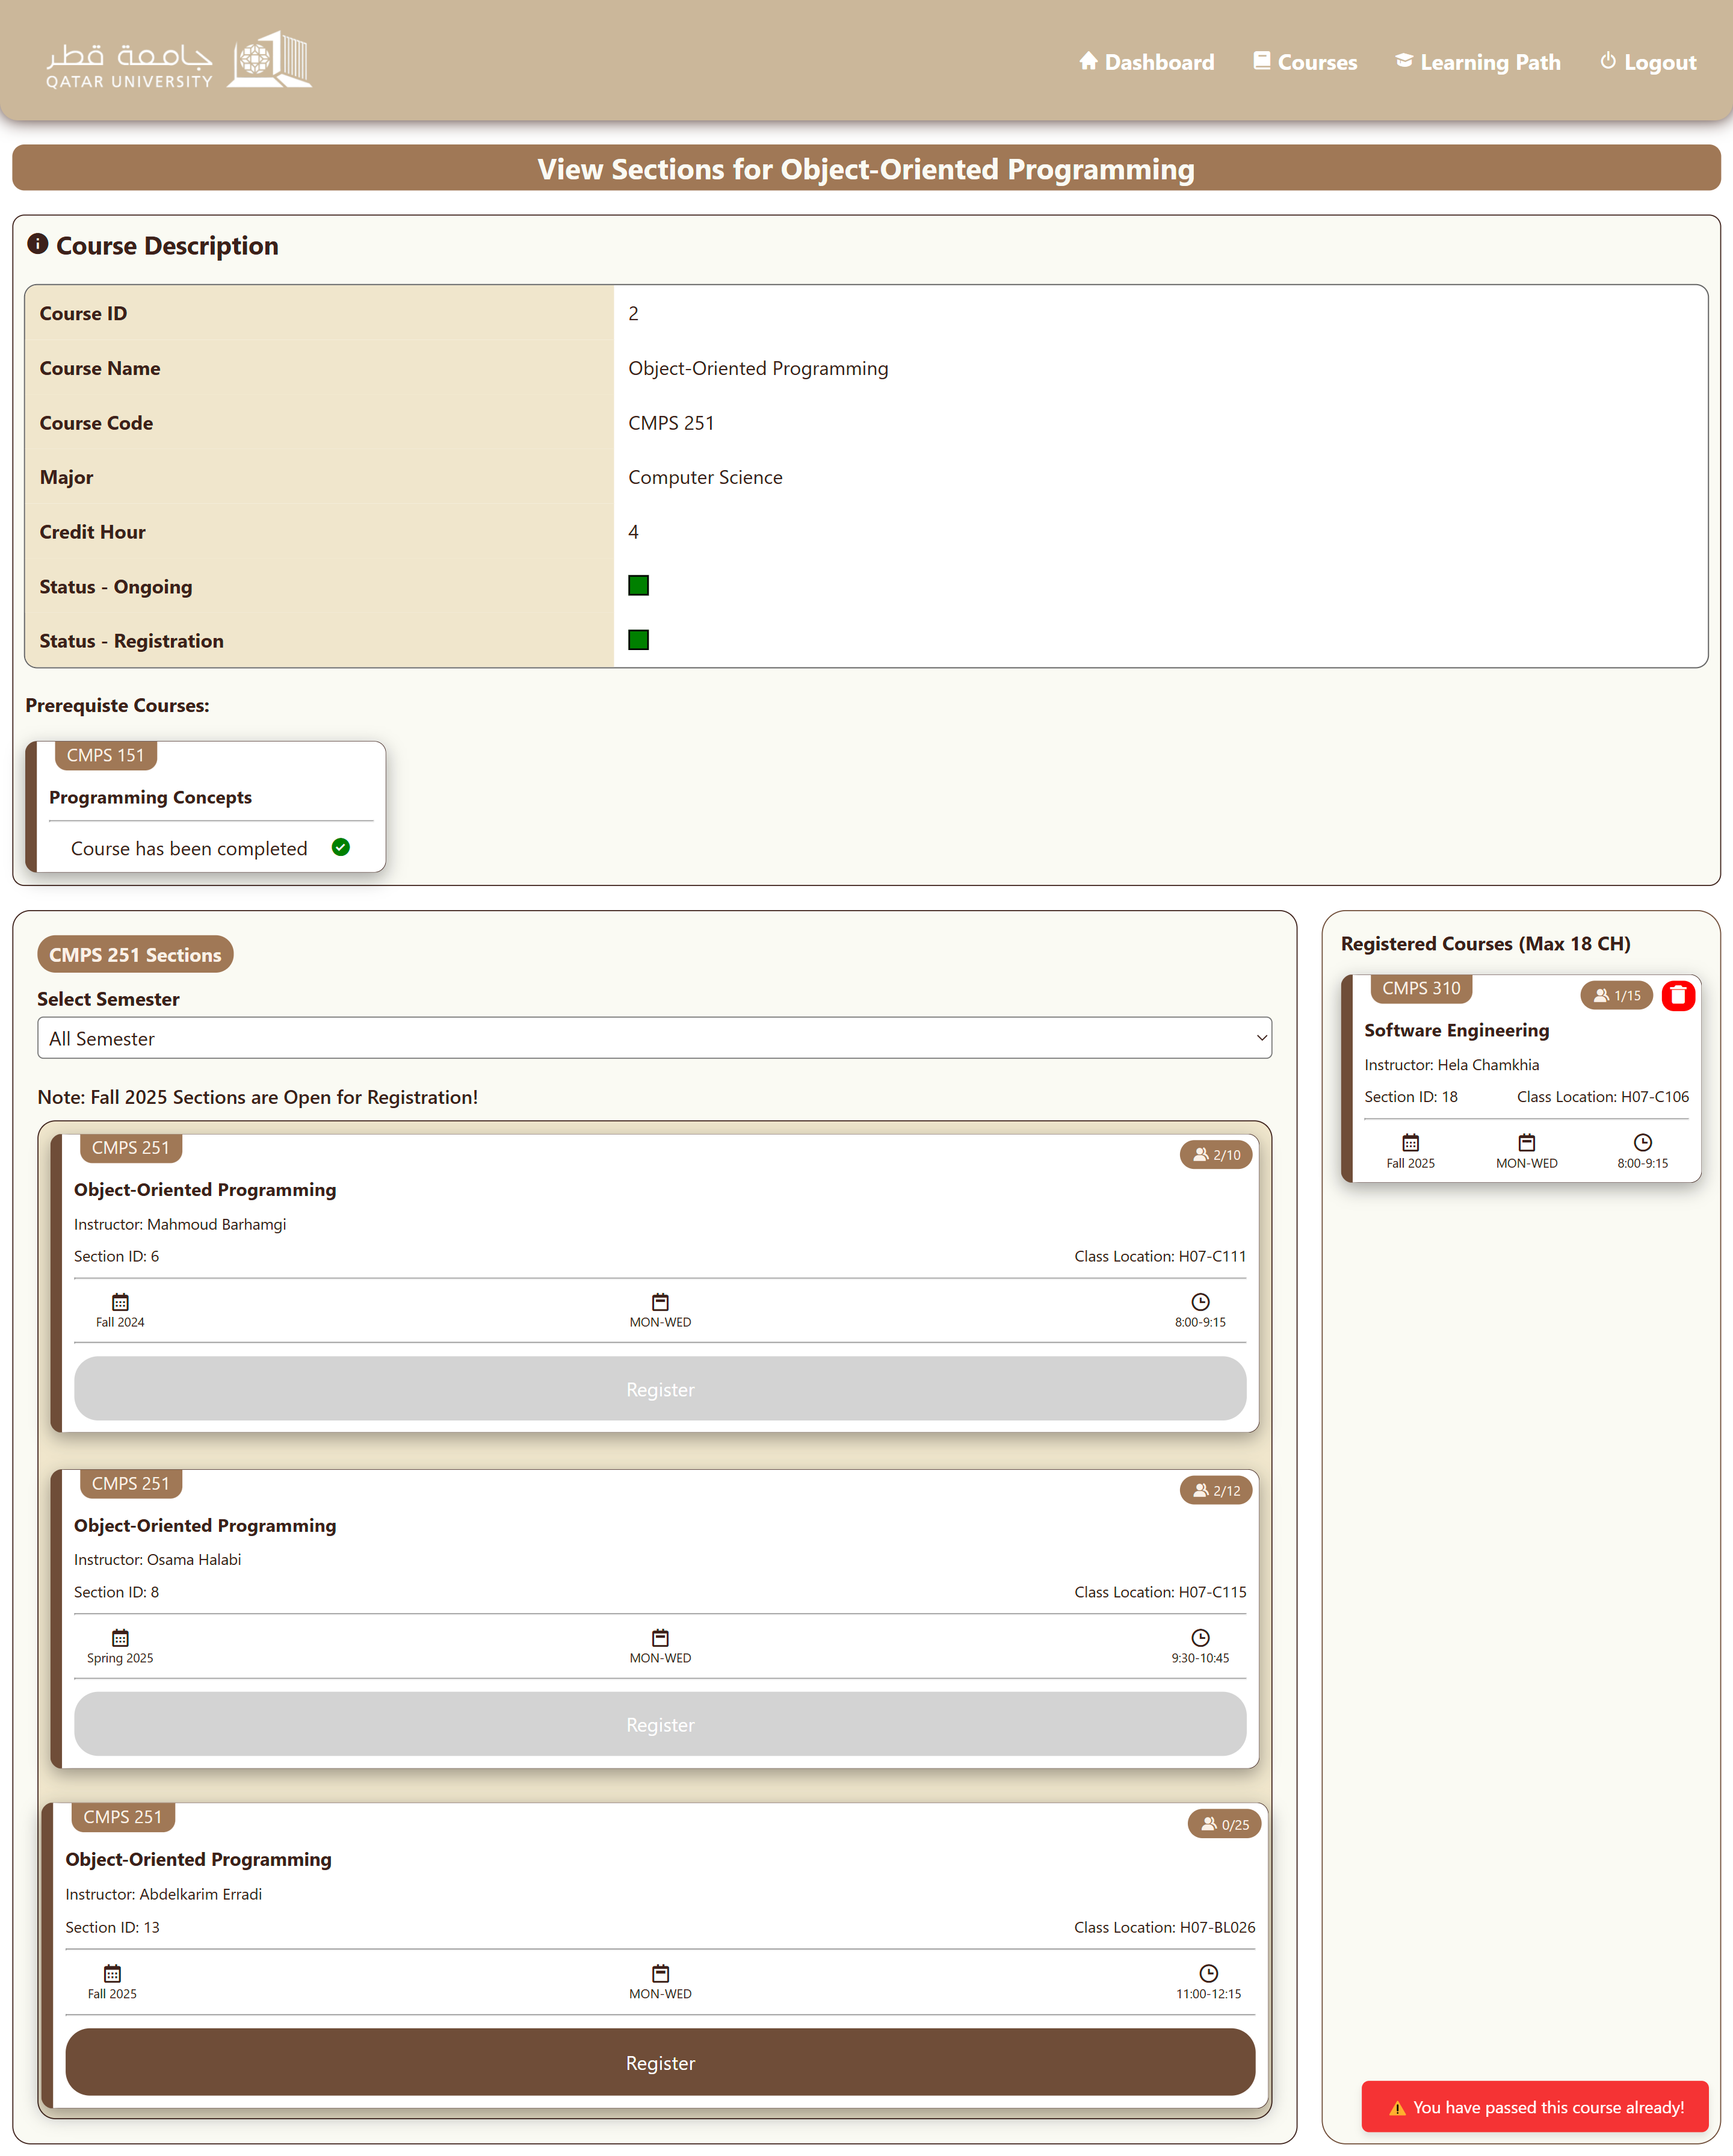 جامعة قطر
QATAR UNIVERSITY
Dashboard
Courses
Learning Path
Logout
View Sections for Object-Oriented Programming
Course Description
Course ID 2
Course Name Object-Oriented Programming
Course Code CMPS 251
Major Computer Science
Credit Hour 4
Status - Ongoing
Status - Registration
Prerequiste Courses:
CMPS 151
Programming Concepts
Course has been completed
CMPS 251 Sections
Select Semester
All Semester
Note: Fall 2025 Sections are Open for Registration!
CMPS 251
2/10
Object-Oriented Programming
Instructor: Mahmoud Barhamgi
Section ID: 6 Class Location: H07-C111
Fall 2024 MON-WED 8:00-9:15
Register
CMPS 251
2/12
Object-Oriented Programming
Instructor: Osama Halabi
Section ID: 8 Class Location: H07-C115
Spring 2025 MON-WED 9:30-10:45
Register
CMPS 251
0/25
Object-Oriented Programming
Instructor: Abdelkarim Erradi
Section ID: 13 Class Location: H07-BL026
Fall 2025 MON-WED 11:00-12:15
Register
Registered Courses (Max 18 CH)
CMPS 310
1/15
Software Engineering
Instructor: Hela Chamkhia
Section ID: 18 Class Location: H07-C106
Fall 2025 MON-WED 8:00-9:15
You have passed this course already!